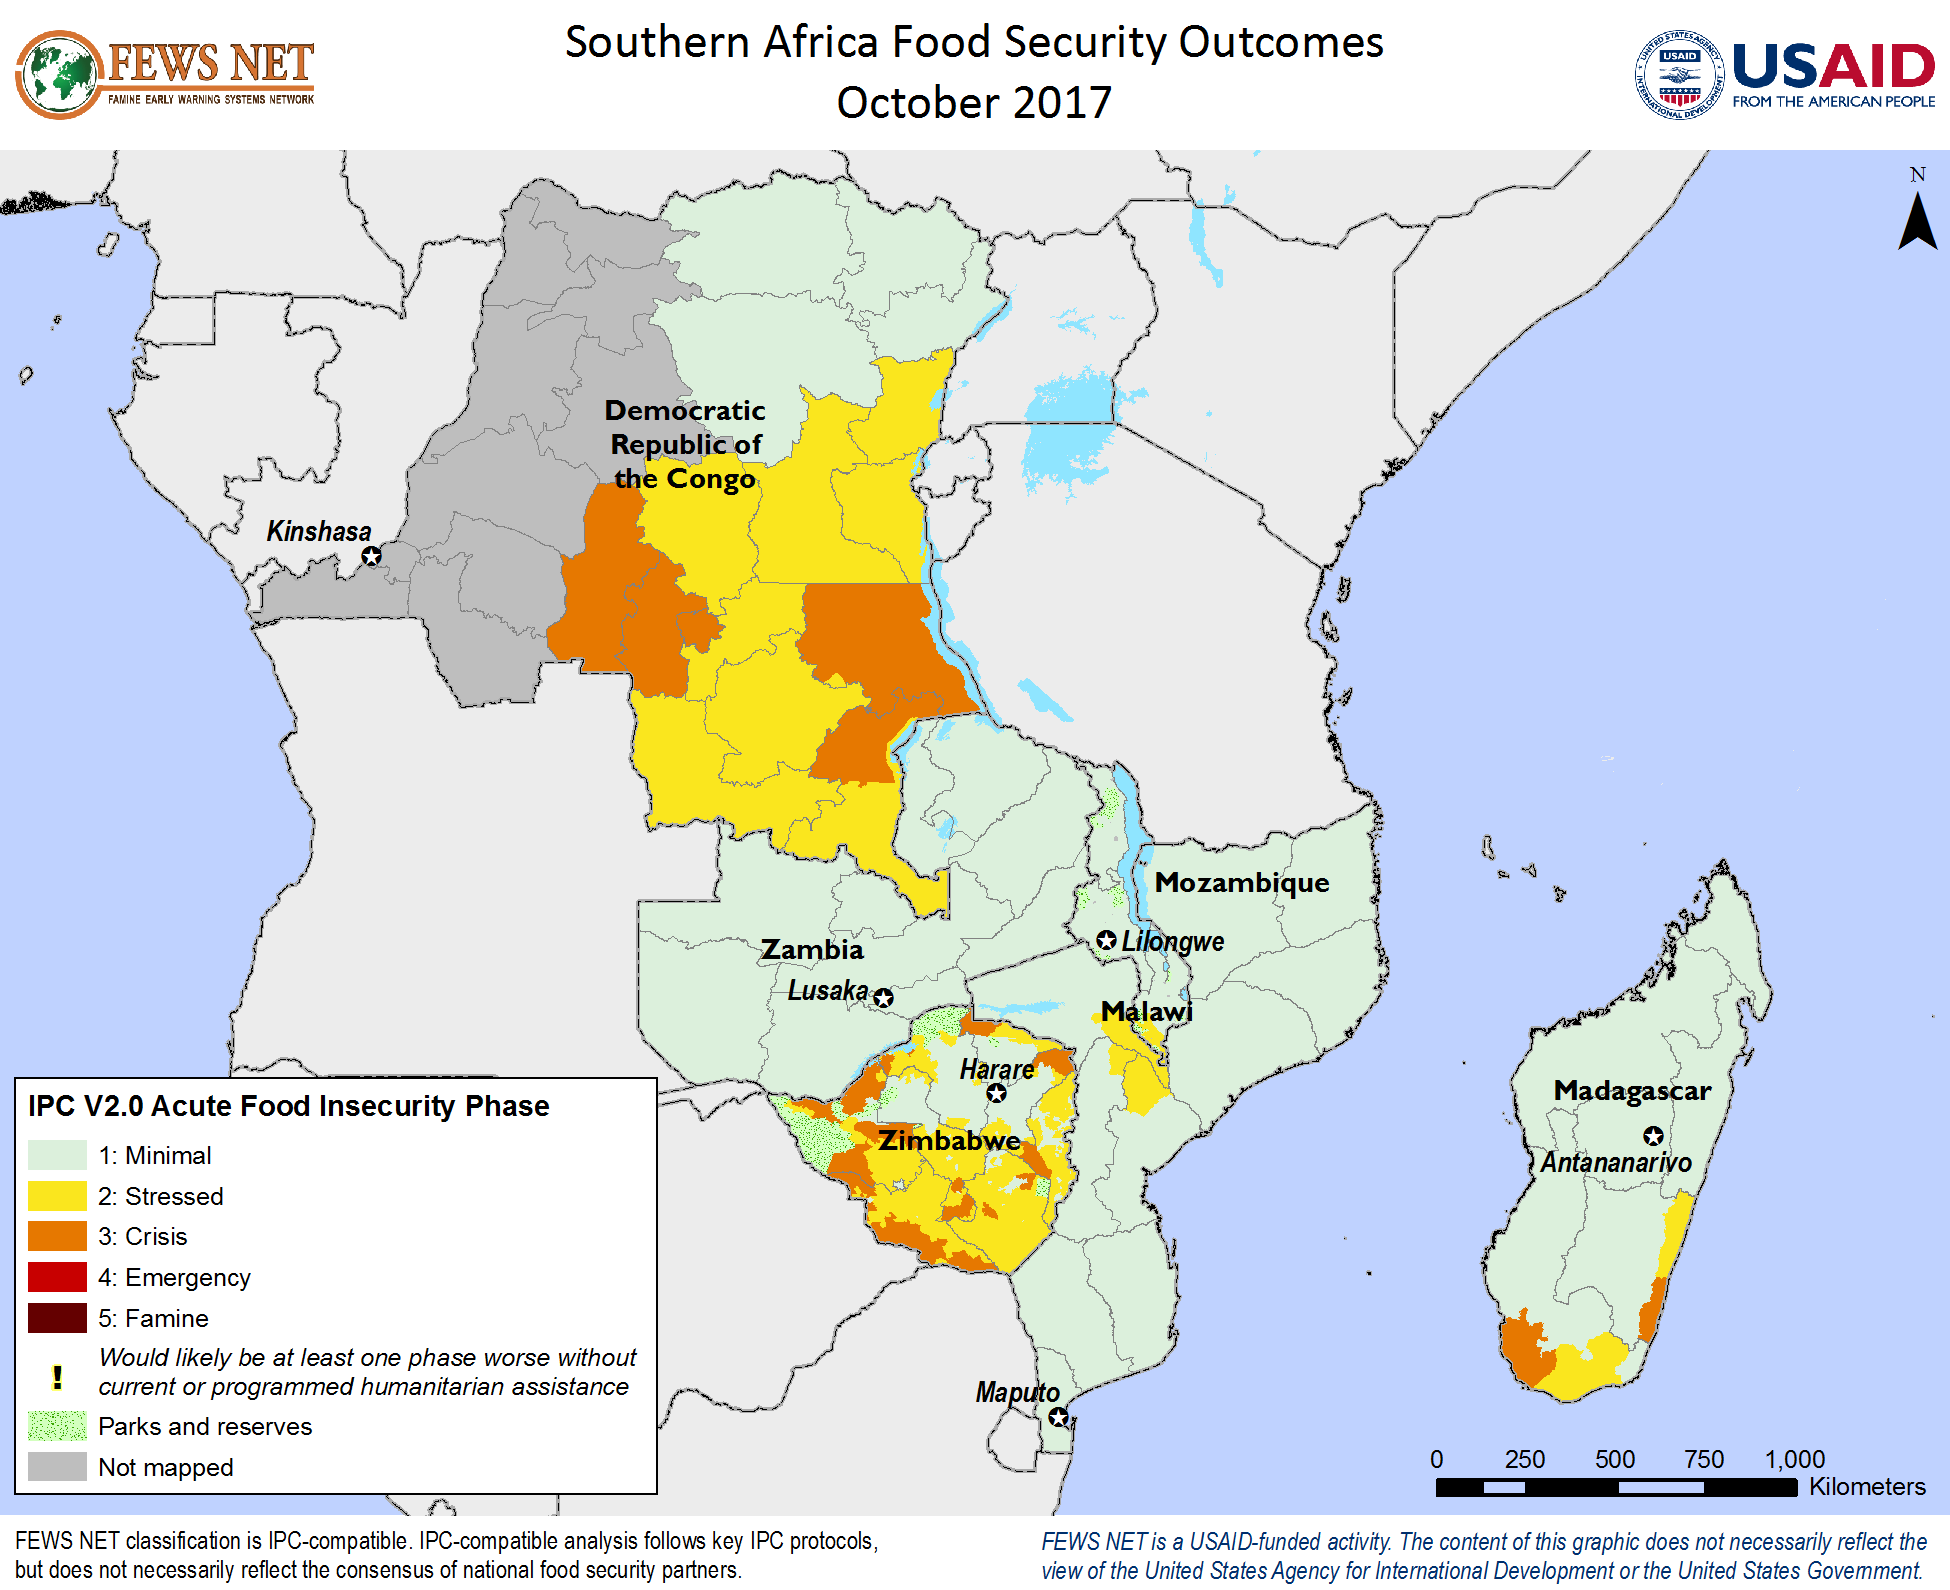 FEWS NET
FAMINE EARLY WARNING SYSTEMS NETWORK
Southern Africa Food Security Outcomes
October 2017
UNITED STATES AGENCY
USAID
INTERNATIONAL DEVELOPMENT
USAID
FROM THE AMERICAN PEOPLE
N
Democratic
Republic of
the Congo
Kinshasa
Mozambique
Zambia
Lilongwe
Lusaka
Malawi
Harare
Zimbabwe
Madagascar
Antananarivo
Maputo
IPC V2.0 Acute Food Insecurity Phase
1: Minimal
2: Stressed
3: Crisis
4: Emergency
5: Famine
! Would likely be at least one phase worse without
current or programmed humanitarian assistance
Parks and reserves
Not mapped
0 250 500 750 1,000
Kilometers
FEWS NET classification is IPC-compatible. IPC-compatible analysis follows key IPC protocols,
but does not necessarily reflect the consensus of national food security partners.
FEWS NET is a USAID-funded activity. The content of this graphic does not necessarily reflect the
view of the United States Agency for International Development or the United States Government.